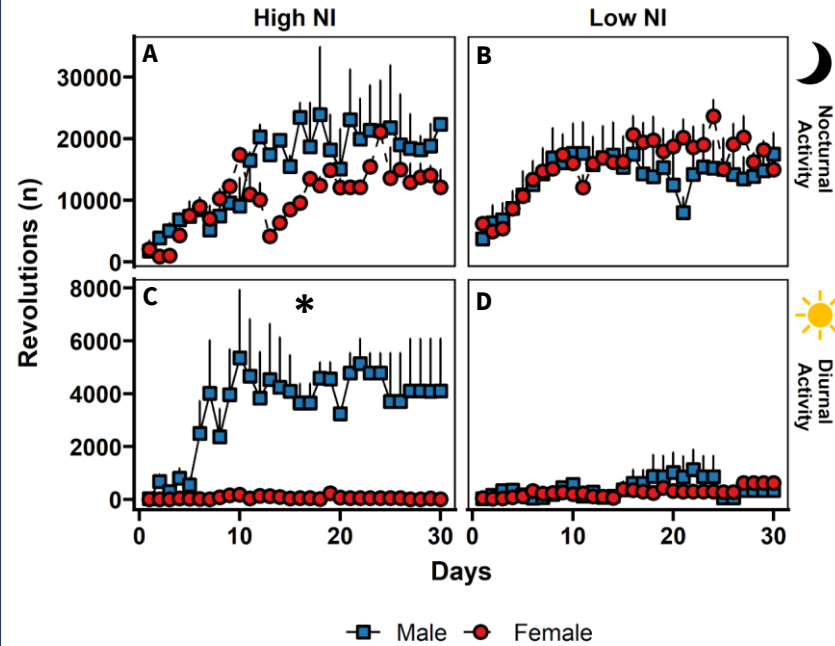 High NI
Low NI
A
B
30000
20000
10000
0
Nocturnal
Activity
Revolutions (n)
C
*
D
8000
6000
4000
2000
0
Diurnal
Activity
0
10
20
30
0
10
20
30
Days
Male
Female